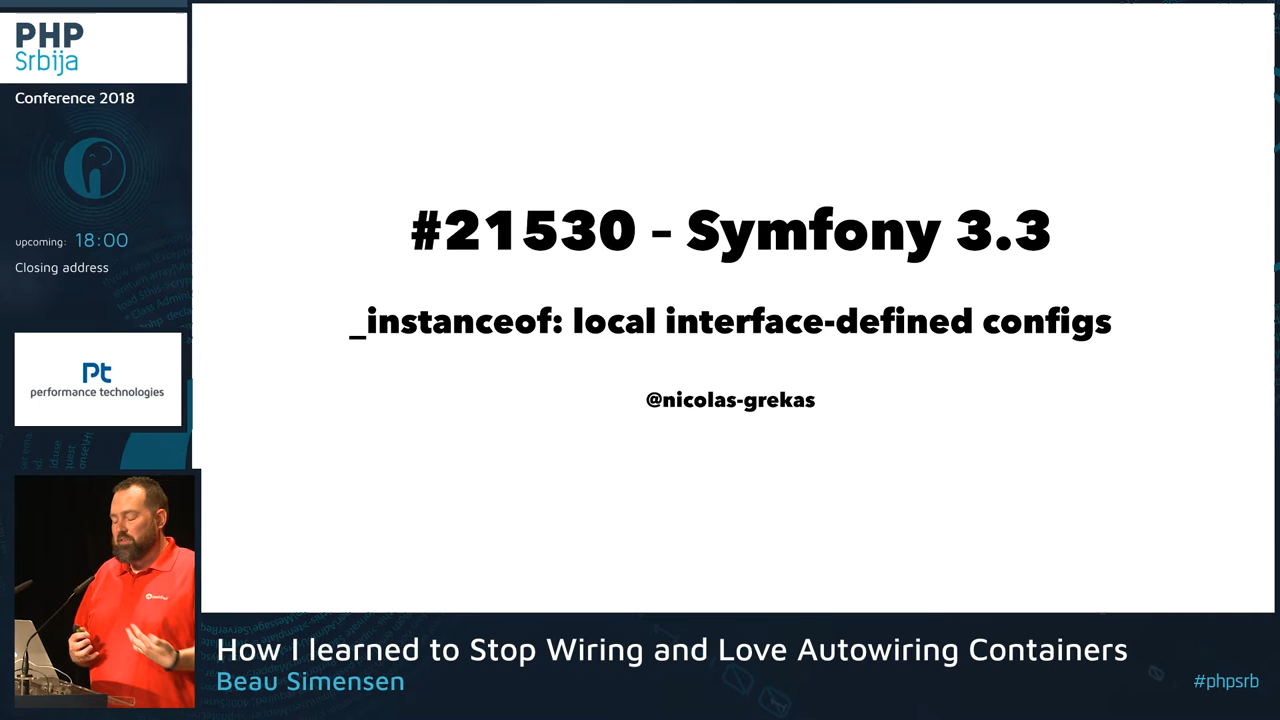 PHP
Srbija
Conference 2018
upcoming: 18:00
Closing address
Pt
performance technologies
#21530 – Symfony 3.3
_instanceof: local interface-defined configs
@nicolas-grekas
How I learned to Stop Wiring and Love Autowiring Containers
Beau Simensen
#phpsrb